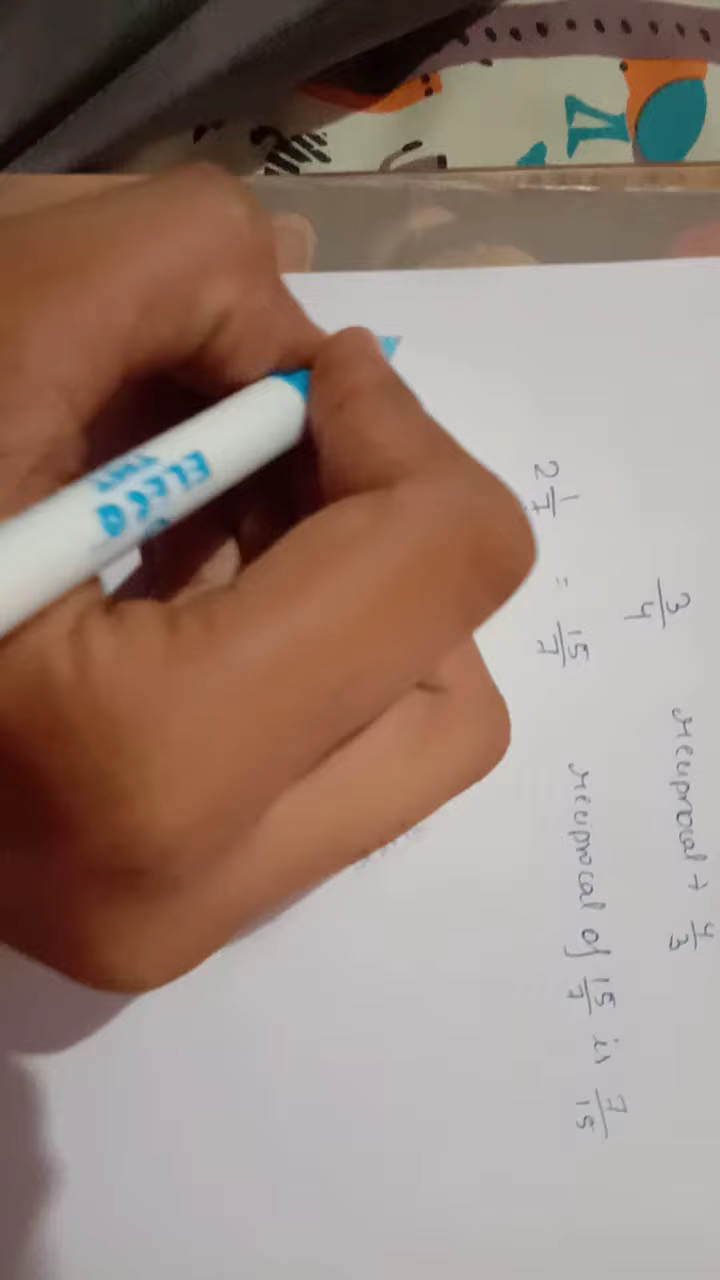 3/4 reciprocal → 4/3
2 1/7 = 15/7 reciprocal of 15/7 is 7/15